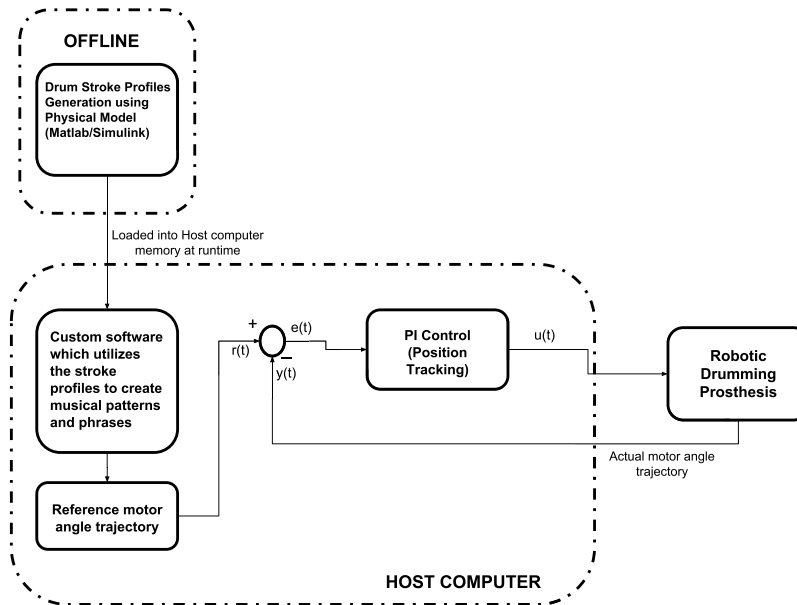 OFFLINE
Drum Stroke Profiles
Generation using
Physical Model
(Matlab/Simulink)
Loaded into Host computer
memory at runtime
Custom software
which utilizes
the stroke
profiles to create
musical patterns
and phrases
Reference motor
angle trajectory
+
r(t)
e(t)
−
y(t)
PI Control
(Position
Tracking)
u(t)
Robotic
Drumming
Prosthesis
Actual motor angle
trajectory
HOST COMPUTER